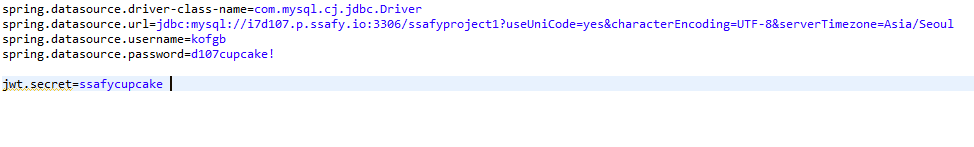 spring.datasource.driver-class-name=com.mysql.cj.jdbc.Driver
spring.datasource.url=jdbc:mysql://i7d107.p.ssafy.io:3306/ssafyproject1?useUniCode=yes&characterEncoding=UTF-8&serverTimezone=Asia/Seoul
spring.datasource.username=kofgb
spring.datasource.password=d107cupcake!
jwt.secret=ssafycupcake